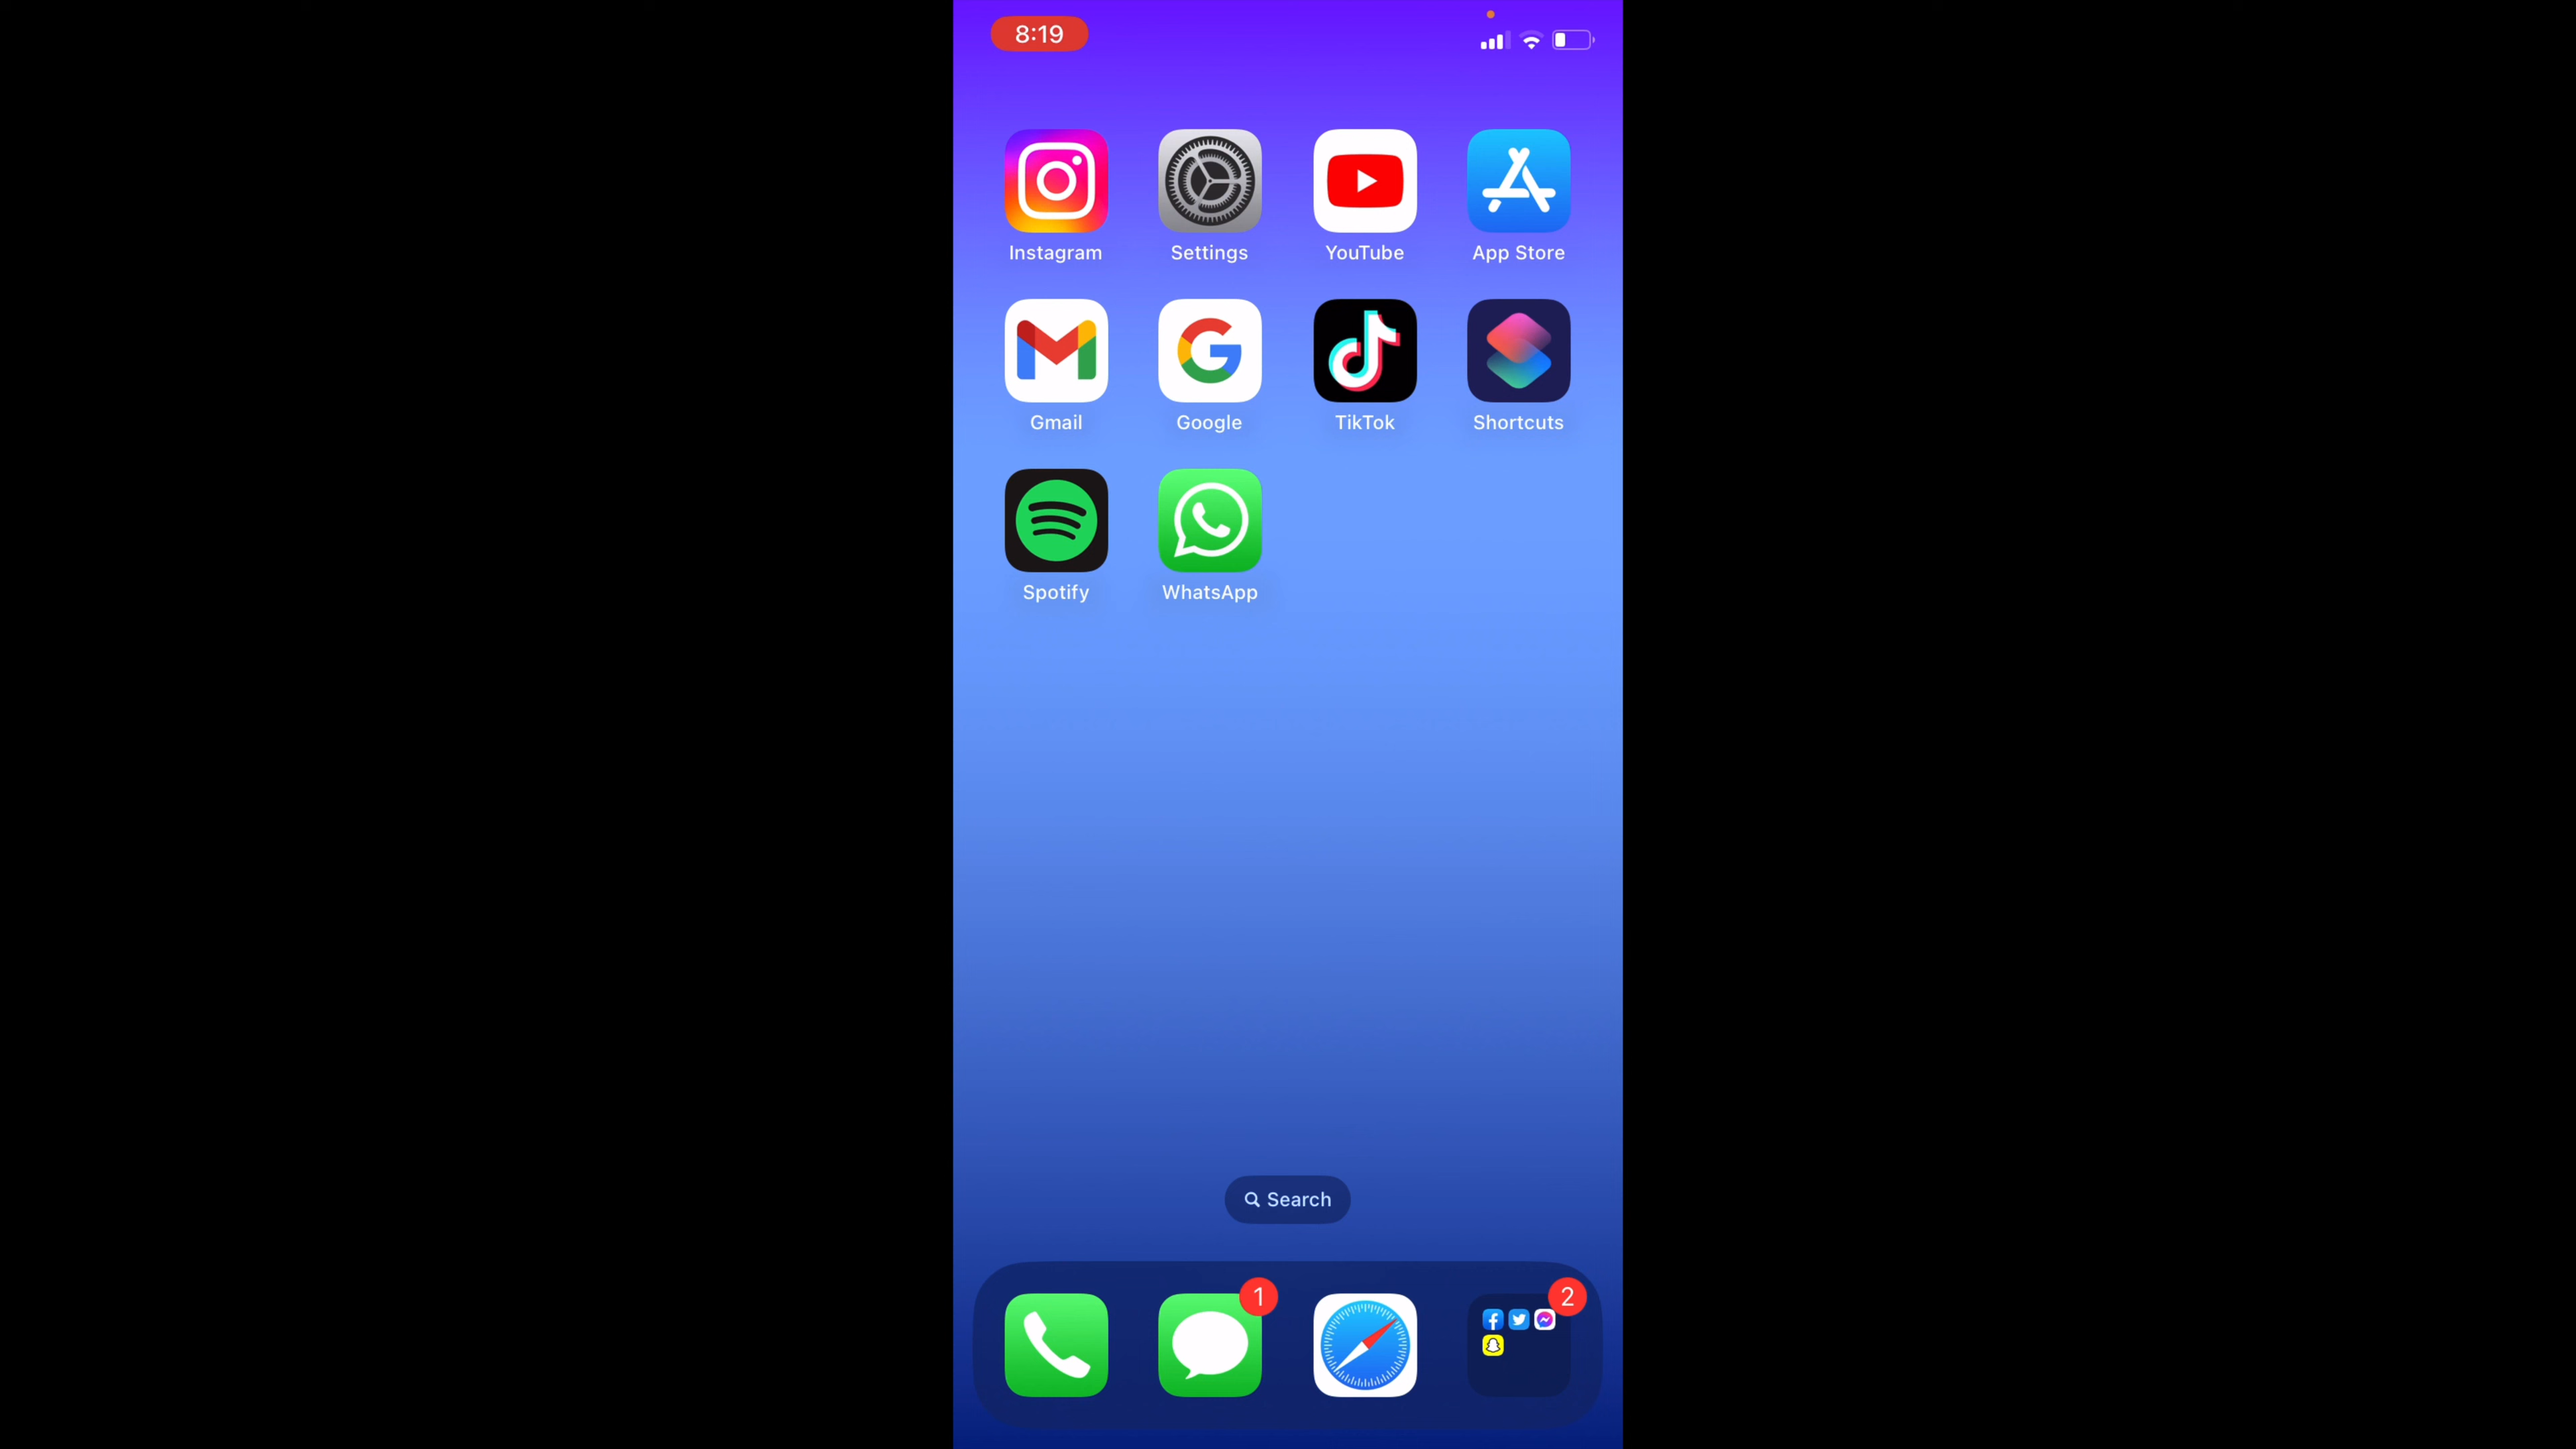 8:19
Instagram Settings YouTube App Store
Gmail Google TikTok Shortcuts
Spotify WhatsApp
Search
1 2